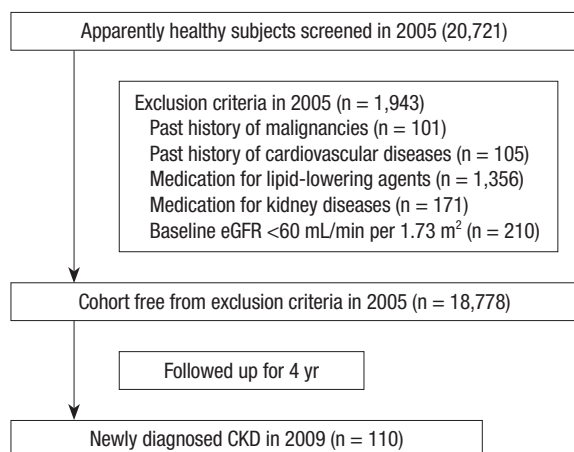 Apparently healthy subjects screened in 2005 (20,721)
Exclusion criteria in 2005 (n = 1,943)
Past history of malignancies (n = 101)
Past history of cardiovascular diseases (n = 105)
Medication for lipid-lowering agents (n = 1,356)
Medication for kidney diseases (n = 171)
Baseline eGFR <60 mL/min per 1.73 m² (n = 210)
Cohort free from exclusion criteria in 2005 (n = 18,778)
Followed up for 4 yr
Newly diagnosed CKD in 2009 (n = 110)